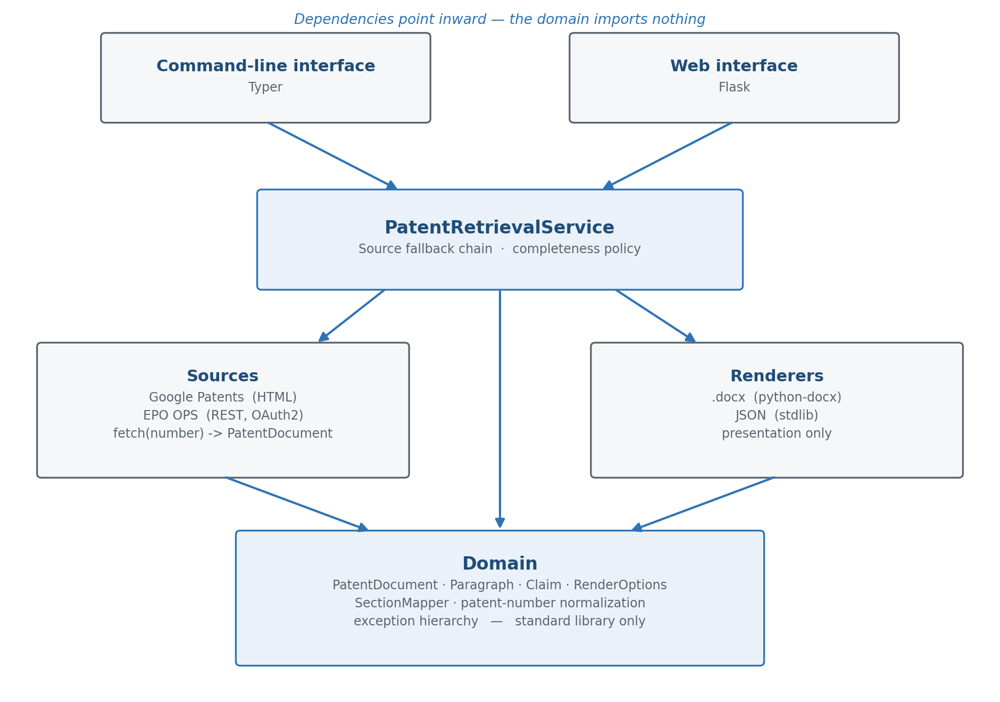 Dependencies point inward — the domain imports nothing
Command-line interface
Typer
Web interface
Flask
PatentRetrievalService
Source fallback chain · completeness policy
Sources
Google Patents (HTML)
EPO OPS (REST, OAuth2)
fetch(number) -> PatentDocument
Renderers
.docx (python-docx)
JSON (stdlib)
presentation only
Domain
PatentDocument · Paragraph · Claim · RenderOptions
SectionMapper · patent-number normalization
exception hierarchy — standard library only